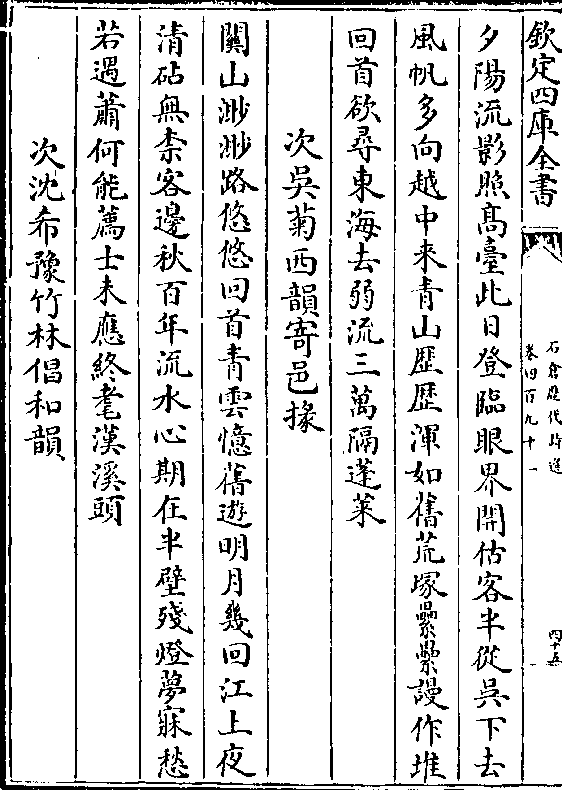 欽定四庫全書
石倉歷代詩選
卷四百九十一
四十五
夕陽流影照髙臺此日登臨眼界開估客半從吳下去
風帆多向越中来青山歴歴渾如舊荒塚纍纍謾作堆
回首欲尋東海去弱流三萬隔蓬萊
次吳菊西韻寄邑掾
關山渺渺路悠悠回首青雲憶舊遊明月幾回江上夜
清砧無柰客邊秋百年流水心期在半壁殘燈夢寐愁
若遇蕭何能薦士未應終耄漢溪頭
次沈希豫竹林倡和韻